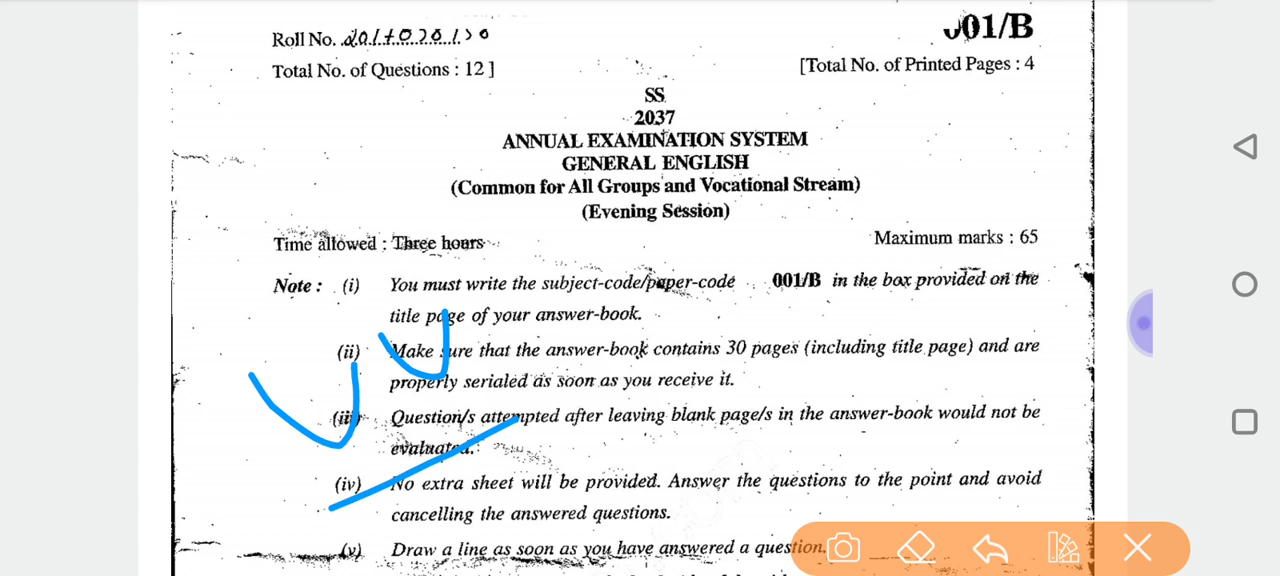 Roll No.
001/B
Total No. of Questions : 12 ]
[Total No. of Printed Pages : 4
SS
2037
ANNUAL EXAMINATION SYSTEM
GENERAL ENGLISH
(Common for All Groups and Vocational Stream)
(Evening Session)
Time allowed : Three hours
Maximum marks : 65
Note : (i) You must write the subject-code/paper-code 001/B in the box provided on the
title page of your answer-book.
(ii) Make sure that the answer-book contains 30 pages (including title page) and are
properly serialed as soon as you receive it.
(iii) Question/s attempted after leaving blank page/s in the answer-book would not be
evaluated.
(iv) No extra sheet will be provided. Answer the questions to the point and avoid
cancelling the answered questions.
(v) Draw a line as soon as you have answered a question.